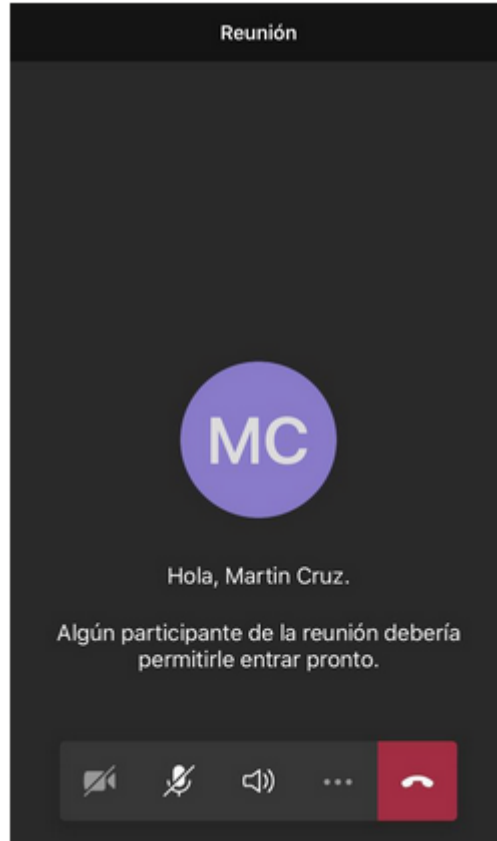 Reunión
MC
Hola, Martin Cruz.
Algún participante de la reunión debería
permitirle entrar pronto.